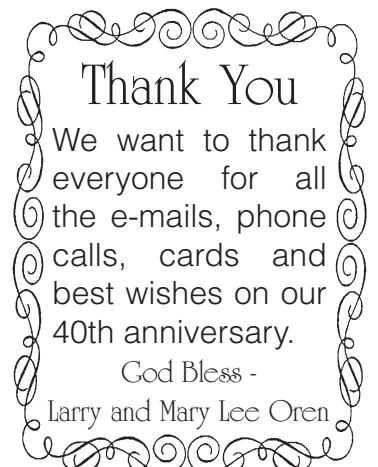 Thank You
We want to thank
everyone for all
the e-mails, phone
calls, cards and
best wishes on our
40th anniversary.
God Bless -
Larry and Mary Lee Oren